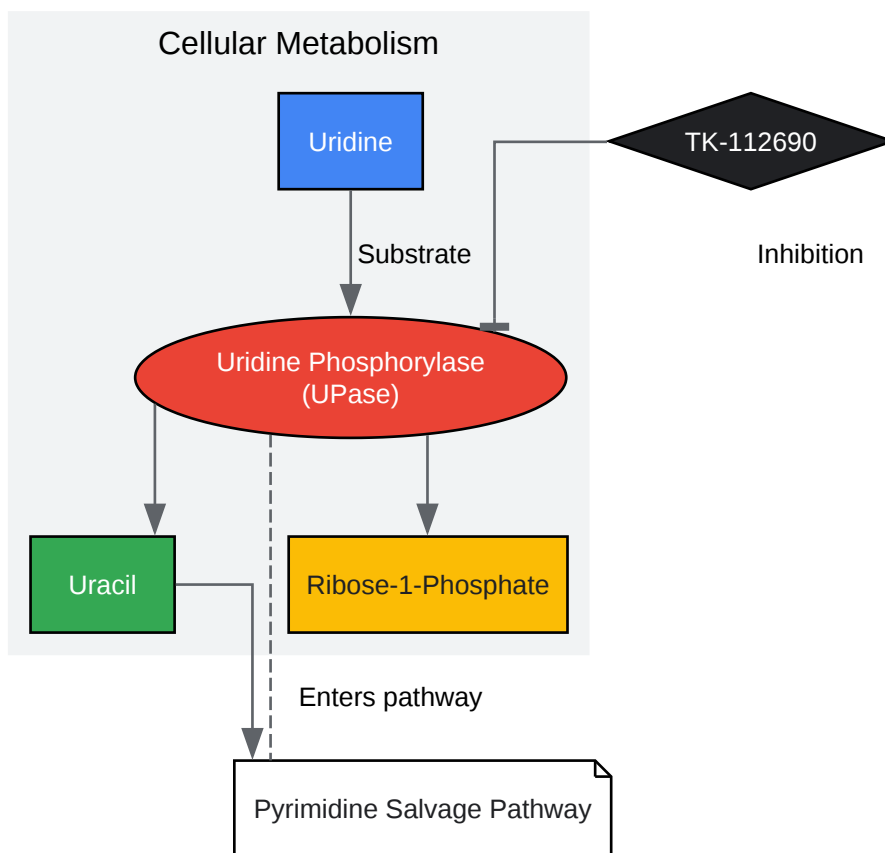 Cellular Metabolism
Uridine
TK-112690
Substrate
Inhibition
Uridine Phosphorylase
(UPase)
Uracil
Ribose-1-Phosphate
Enters pathway
Pyrimidine Salvage Pathway